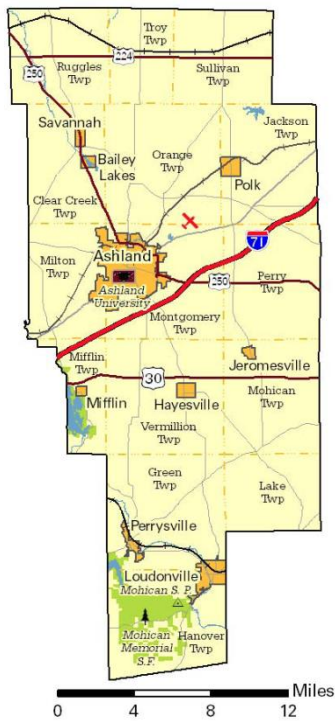 Troy
Twp
224
250
Ruggles
Twp
Sullivan
Twp
Savannah
Jackson
Twp
Bailey
Lakes
Orange
Twp
Polk
Clear Creek
Twp
71
Ashland
Milton
Twp
Ashland
University
250
Perry
Twp
Montgomery
Twp
Mifflin
Twp
Jeromesville
30
Mifflin
Hayesville
Mohican
Twp
Vermillion
Twp
Green
Twp
Lake
Twp
Perrysville
Loudonville
Mohican S. P.
Mohican
Memorial
S.F.
Hanover
Twp
Miles
0 4 8 12